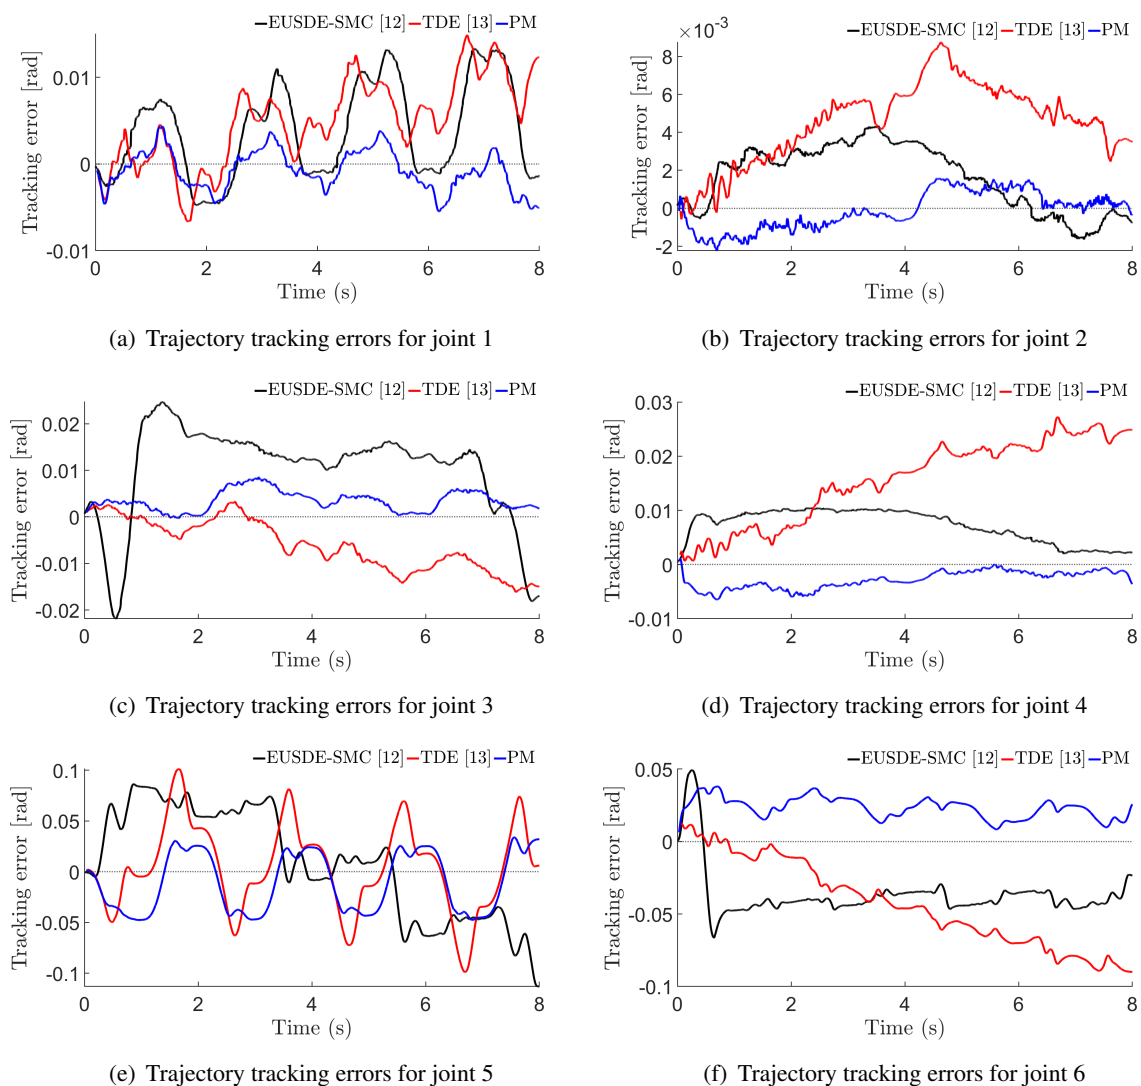 EUSDE-SMC [12] TDE [13] PM
Tracking error [rad]
0.01
0
-0.01
0 2 4 6 8
Time (s)
(a) Trajectory tracking errors for joint 1
EUSDE-SMC [12] TDE [13] PM
×10⁻³
Tracking error [rad]
8
6
4
2
0
-2
0 2 4 6 8
Time (s)
(b) Trajectory tracking errors for joint 2
EUSDE-SMC [12] TDE [13] PM
Tracking error [rad]
0.02
0.01
0
-0.01
-0.02
0 2 4 6 8
Time (s)
(c) Trajectory tracking errors for joint 3
EUSDE-SMC [12] TDE [13] PM
Tracking error [rad]
0.03
0.02
0.01
0
-0.01
0 2 4 6 8
Time (s)
(d) Trajectory tracking errors for joint 4
EUSDE-SMC [12] TDE [13] PM
Tracking error [rad]
0.1
0.05
0
-0.05
-0.1
0 2 4 6 8
Time (s)
(e) Trajectory tracking errors for joint 5
EUSDE-SMC [12] TDE [13] PM
Tracking error [rad]
0.05
0
-0.05
-0.1
0 2 4 6 8
Time (s)
(f) Trajectory tracking errors for joint 6